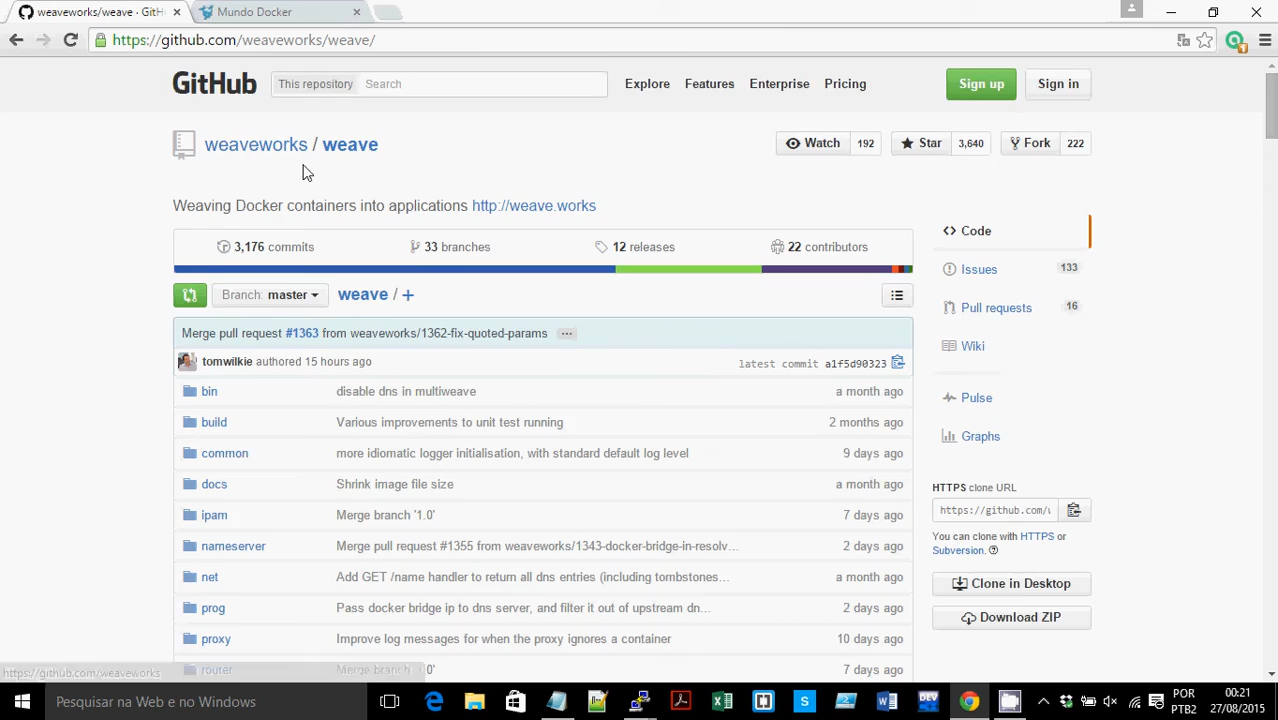 weaveworks/weave · GitH
Mundo Docker
https://github.com/weaveworks/weave/
GitHub
This repository Search
Explore Features Enterprise Pricing
Sign up Sign in
weaveworks / weave
Watch 192 Star 3,640 Fork 222
Weaving Docker containers into applications http://weave.works
3,176 commits 33 branches 12 releases 22 contributors
Branch: master weave / +
Merge pull request #1363 from weaveworks/1362-fix-quoted-params ...
tomwilkie authored 15 hours ago latest commit a1f5d90323
bin disable dns in multiweave a month ago
build Various improvements to unit test running 2 months ago
common more idiomatic logger initialisation, with standard default log level 9 days ago
docs Shrink image file size a month ago
ipam Merge branch '1.0' 7 days ago
nameserver Merge pull request #1355 from weaveworks/1343-docker-bridge-in-resolv… 2 days ago
net Add GET /name handler to return all dns entries (including tombstones… a month ago
prog Pass docker bridge ip to dns server, and filter it out of upstream dn… 2 days ago
proxy Improve log messages for when the proxy ignores a container 10 days ago
router Merge branch 0' 7 days ago
Code
Issues 133
Pull requests 16
Wiki
Pulse
Graphs
HTTPS clone URL
https://github.com/
You can clone with HTTPS or
Subversion.
Clone in Desktop
Download ZIP
https://github.com/weaveworks
Pesquisar na Web e no Windows
POR
PTB2
00:21
27/08/2015